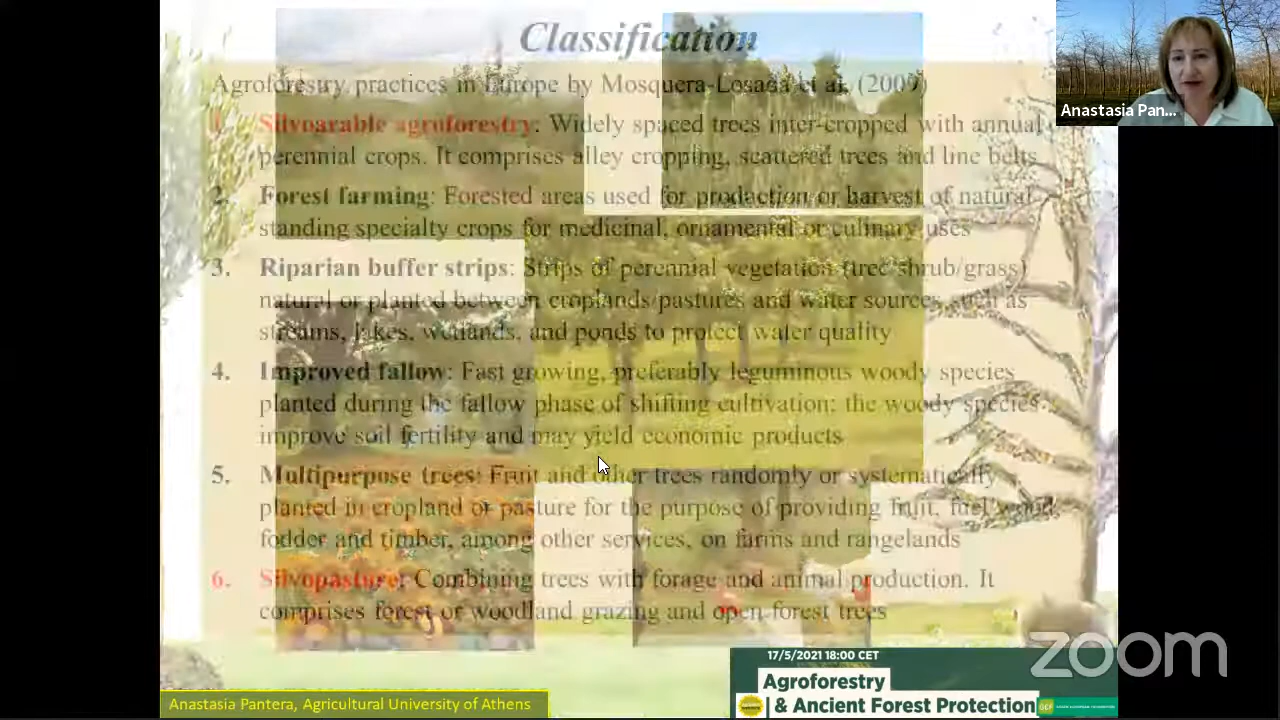 Classification
Agroforestry practices in Europe by Mosquera-Losada et al. (2009)
1. Silvoarable agroforestry: Widely spaced trees inter-cropped with annual
perennial crops. It comprises alley cropping, scattered trees and line belts
2. Forest farming: Forested areas used for production or harvest of natural
standing specialty crops for medicinal, ornamental or culinary uses
3. Riparian buffer strips: Strips of perennial vegetation (tree/shrub/grass)
natural or planted between croplands/pastures and water sources such as
streams, lakes, wetlands, and ponds to protect water quality
4. Improved fallow: Fast growing, preferably leguminous woody species
planted during the fallow phase of shifting cultivation; the woody species
improve soil fertility and may yield economic products
5. Multipurpose trees: Fruit and other trees randomly or systematically
planted in cropland or pasture for the purpose of providing fruit, fuel wood,
fodder and timber, among other services, on farms and rangelands
6. Silvopasture: Combining trees with forage and animal production. It
comprises forest or woodland grazing and open forest trees
Anastasia Pan...
zoom
17/5/2021 18:00 CET
Agroforestry
& Ancient Forest Protection
GEF
Anastasia Pantera, Agricultural University of Athens